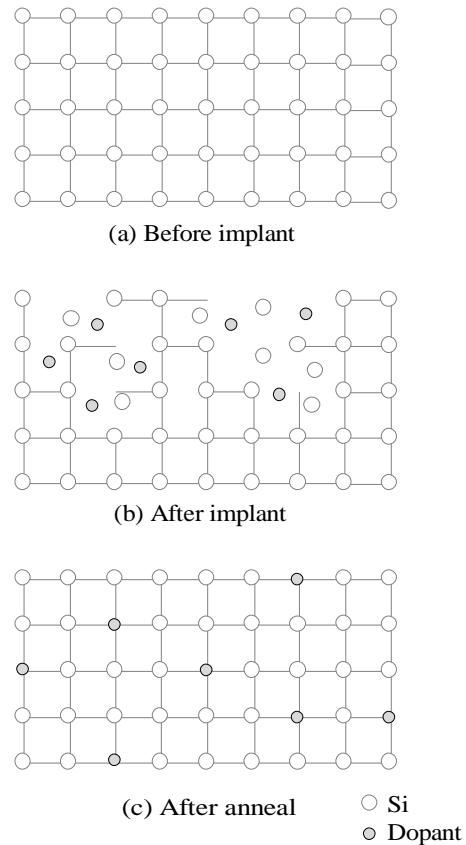 (a) Before implant
(b) After implant
(c) After anneal
Si
Dopant